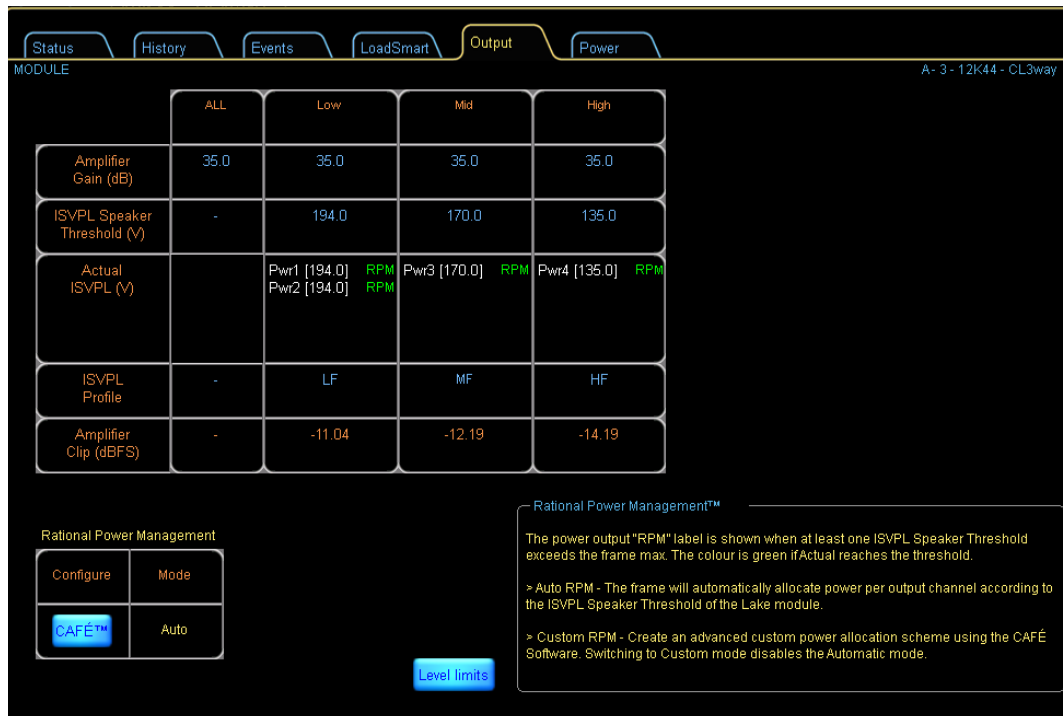 Status History Events LoadSmart Output Power
MODULE A- 3 - 12K44 - CL3way
ALL Low Mid High
Amplifier
Gain (dB) 35.0 35.0 35.0 35.0
ISVPL Speaker
Threshold (V) - 194.0 170.0 135.0
Actual
ISVPL (V)
Pwr1 [194.0] RPM Pwr3 [170.0] RPM Pwr4 [135.0] RPM
Pwr2 [194.0] RPM
ISVPL
Profile - LF MF HF
Amplifier
Clip (dBFS) - -11.04 -12.19 -14.19
Rational Power Management
Configure Mode
CAFÉ™ Auto
Level limits
Rational Power Management™
The power output "RPM" label is shown when at least one ISVPL Speaker Threshold
exceeds the frame max. The colour is green if Actual reaches the threshold.
> Auto RPM - The frame will automatically allocate power per output channel according to
the ISVPL Speaker Threshold of the Lake module.
> Custom RPM - Create an advanced custom power allocation scheme using the CAFÉ
Software. Switching to Custom mode disables the Automatic mode.